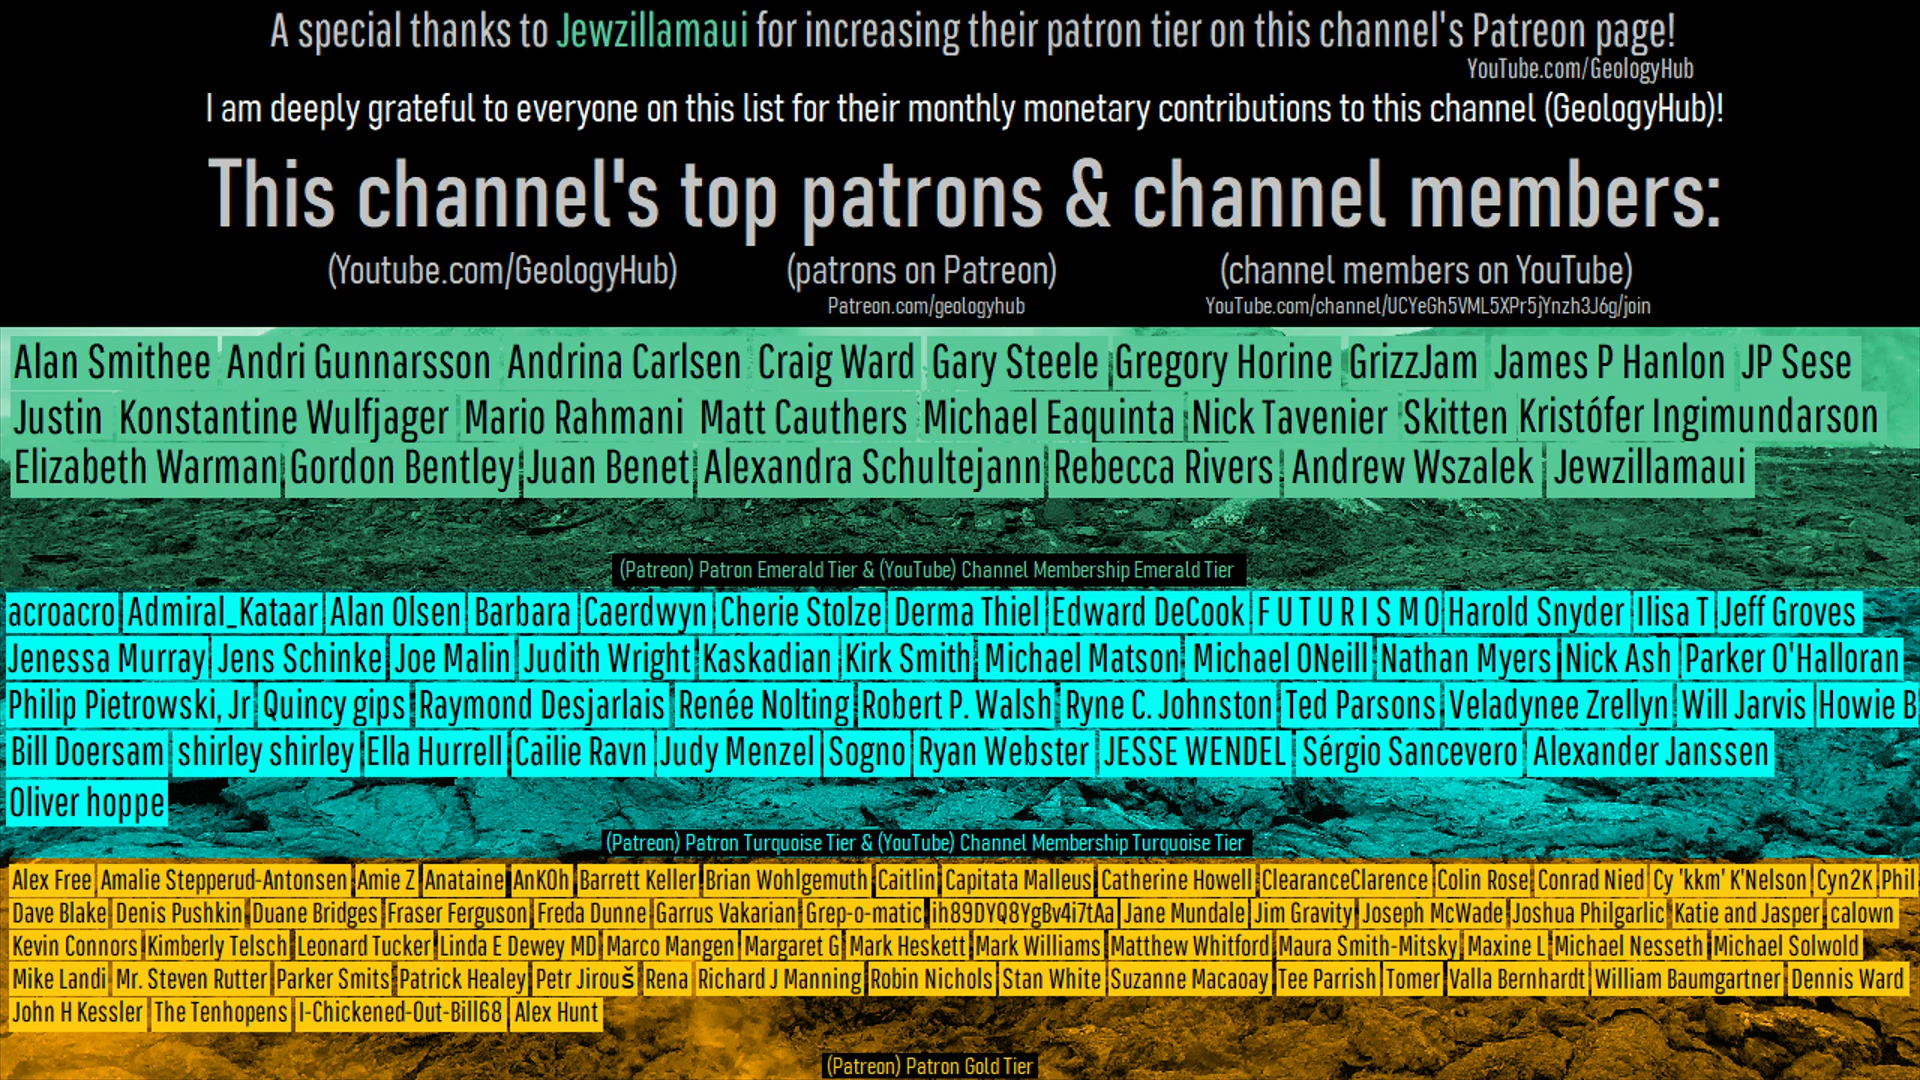 A special thanks to Jewzillamaui for increasing their patron tier on this channel's Patreon page!
YouTube.com/GeologyHub
I am deeply grateful to everyone on this list for their monthly monetary contributions to this channel (GeologyHub)!
This channel's top patrons & channel members:
(Youtube.com/GeologyHub) (patrons on Patreon) (channel members on YouTube)
Patreon.com/geologyhub YouTube.com/channel/UCYeGh5VML5XPr5jYnzh3J6g/join
Alan Smithee Andri Gunnarsson Andrina Carlsen Craig Ward Gary Steele Gregory Horine GrizzJam James P Hanlon JP Sese
Justin Konstantine Wulfjager Mario Rahmani Matt Cauthers Michael Eaquinta Nick Tavenier Skitten Kristófer Ingimundarson
Elizabeth Warman Gordon Bentley Juan Benet Alexandra Schultejann Rebecca Rivers Andrew Wszalek Jewzillamaui
(Patreon) Patron Emerald Tier & (YouTube) Channel Membership Emerald Tier
acroacro Admiral_Kataar Alan Olsen Barbara Caerdwyn Cherie Stolze Derma Thiel Edward DeCook F U T U R I S M O Harold Snyder Ilisa T Jeff Groves
Jenessa Murray Jens Schinke Joe Malin Judith Wright Kaskadian Kirk Smith Michael Matson Michael ONeill Nathan Myers Nick Ash Parker O'Halloran
Philip Pietrowski, Jr Quincy gips Raymond Desjarlais Renée Nolting Robert P. Walsh Ryne C. Johnston Ted Parsons Veladynee Zrellyn Will Jarvis Howie B
Bill Doersam shirley shirley Ella Hurrell Cailie Ravn Judy Menzel Sogno Ryan Webster JESSE WENDEL Sérgio Sancevero Alexander Janssen
Oliver hoppe
(Patreon) Patron Turquoise Tier & (YouTube) Channel Membership Turquoise Tier
Alex Free Amalie Stepperud-Antonsen Amie Z Anataine AnKOh Barrett Keller Brian Wohlgemuth Caitlin Capitata Malleus Catherine Howell ClearanceClarence Colin Rose Conrad Nied Cy 'kkm' K'Nelson Cyn2K Phil
Dave Blake Denis Pushkin Duane Bridges Fraser Ferguson Freda Dunne Garrus Vakarian Grep-o-matic ih89DYQ8YgBv4i7tAa Jane Mundale Jim Gravity Joseph McWade Joshua Philgarlic Katie and Jasper calown
Kevin Connors Kimberly Telsch Leonard Tucker Linda E Dewey MD Marco Mangen Margaret G Mark Heskett Mark Williams Matthew Whitford Maura Smith-Mitsky Maxine L Michael Nesseth Michael Solwold
Mike Landi Mr. Steven Rutter Parker Smits Patrick Healey Petr Jirouš Rena Richard J Manning Robin Nichols Stan White Suzanne Macaoay Tee Parrish Tomer Valla Bernhardt William Baumgartner Dennis Ward
John H Kessler The Tenhopens I-Chickened-Out-Bill68 Alex Hunt
(Patreon) Patron Gold Tier